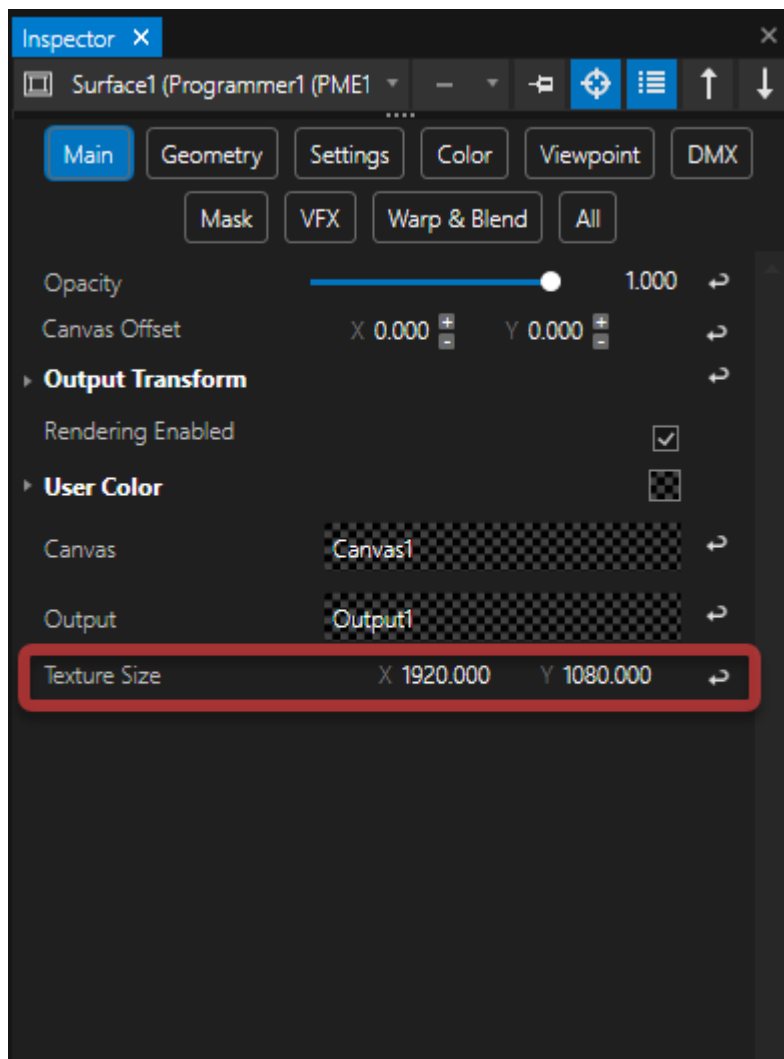 Inspector
Surface1 (Programmer1 (PME1
Main Geometry Settings Color Viewpoint DMX
Mask VFX Warp & Blend All
Opacity 1.000
Canvas Offset X 0.000 Y 0.000
Output Transform
Rendering Enabled
User Color
Canvas Canvas1
Output Output1
Texture Size X 1920.000 Y 1080.000